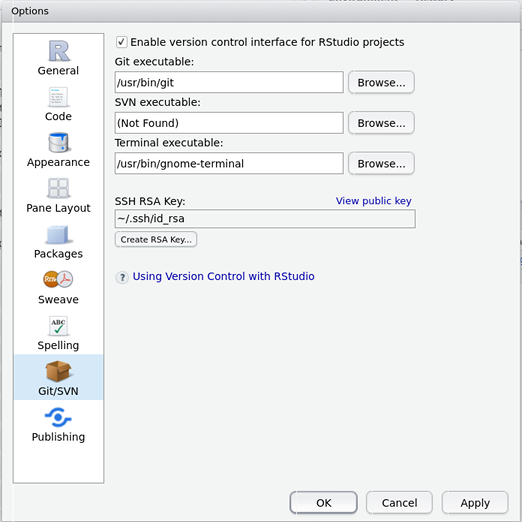 Options
General
Code
Appearance
Pane Layout
Packages
Sweave
ABC
Spelling
Git/SVN
Publishing
Enable version control interface for RStudio projects
Git executable:
/usr/bin/git
Browse...
SVN executable:
(Not Found)
Browse...
Terminal executable:
/usr/bin/gnome-terminal
Browse...
SSH RSA Key:
View public key
~/.ssh/id_rsa
Create RSA Key...
? Using Version Control with RStudio
OK
Cancel
Apply